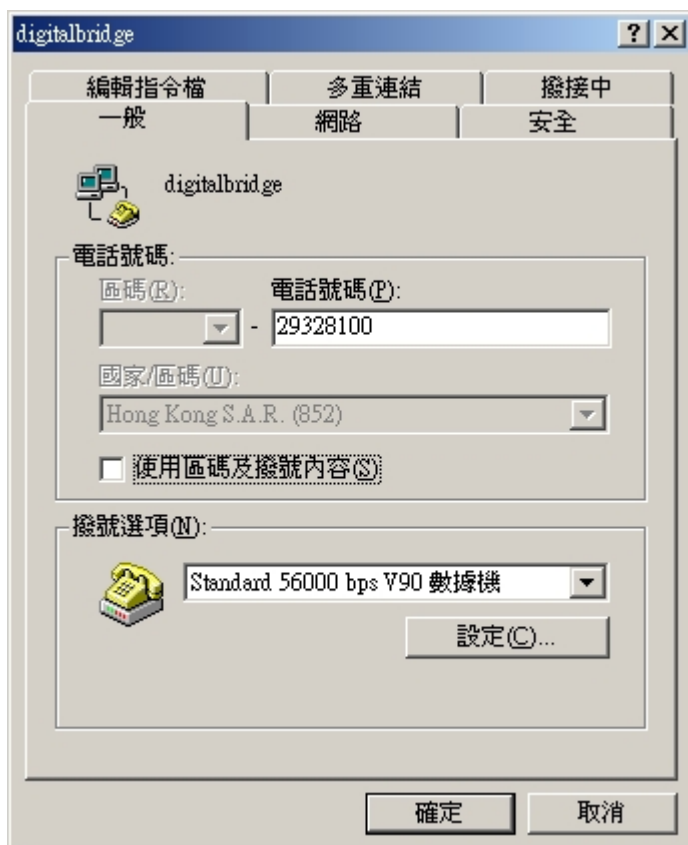 digitalbridge
編輯指令檔 多重連結 撥接中
一般 網路 安全
digitalbridge
電話號碼:
區碼(R): 電話號碼(P):
- 29328100
國家/區碼(U):
Hong Kong S.A.R. (852)
使用區碼及撥號內容(S)
撥號選項(N):
Standard 56000 bps V90 數據機
設定(C)...
確定 取消